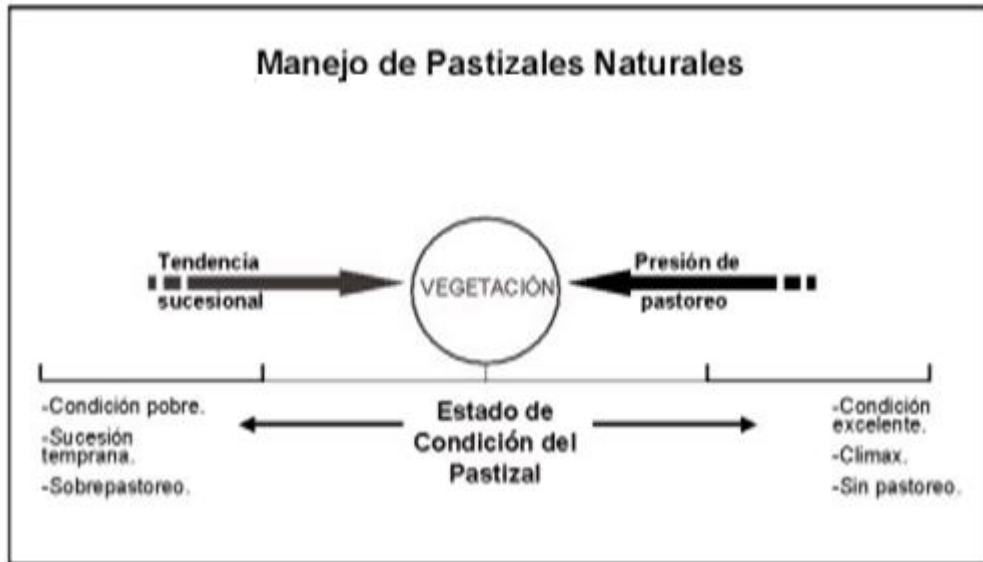 Manejo de Pastizales Naturales
Tendencia
sucesional
VEGETACIÓN
Presión de
pastoreo
-Condición pobre.
-Sucesión
temprana.
-Sobrepastoreo.
Estado de
Condición del
Pastizal
-Condición
excelente.
-Climax.
-Sin pastoreo.